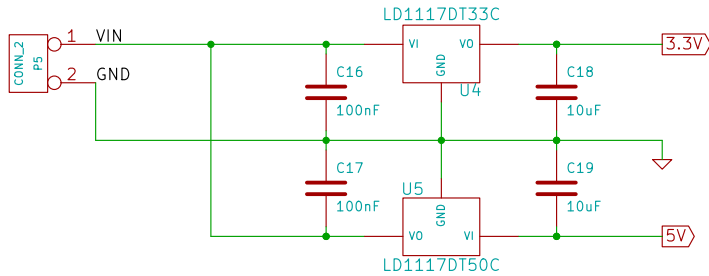 LD1117DT33C
CONN_2
P5
1
VIN
2
GND
VI
VO
GND
U4
3.3V
C16
100nF
C18
10uF
C17
100nF
C19
10uF
U5
GND
VO
VI
5V
LD1117DT50C